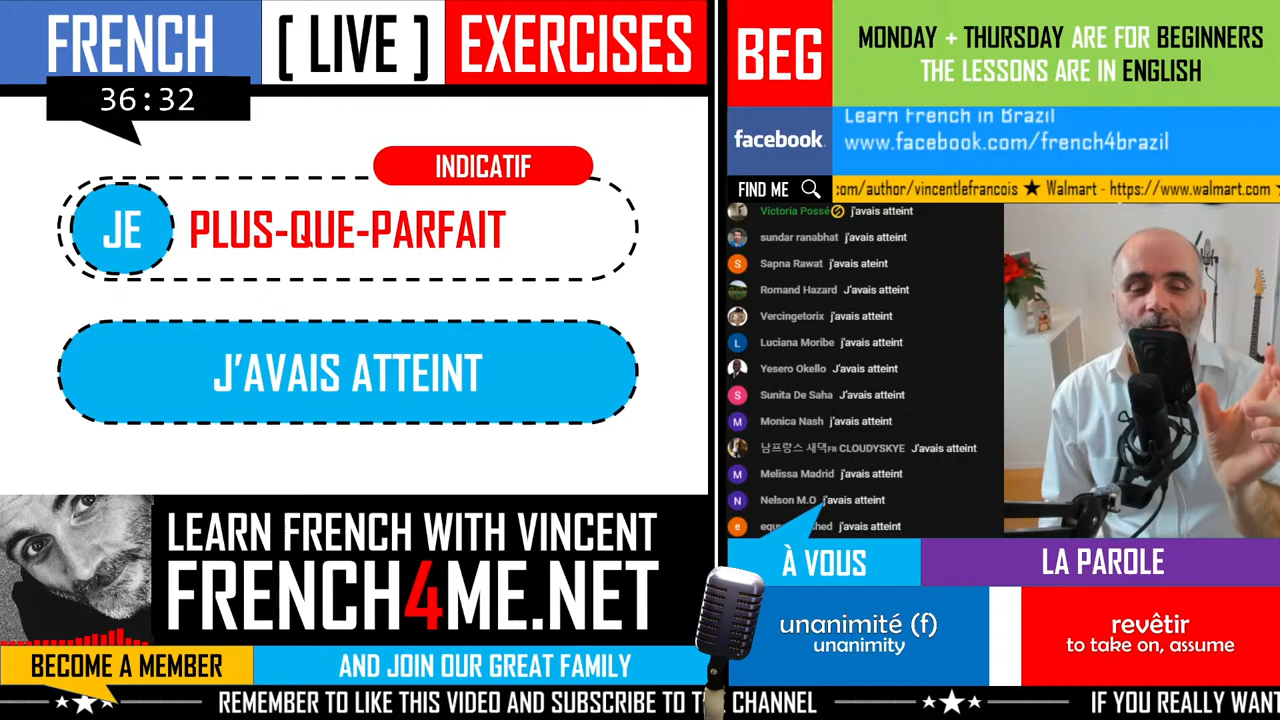 FRENCH
[ LIVE ]
EXERCISES
36:32
INDICATIF
JE
PLUS-QUE-PARFAIT
J'AVAIS ATTEINT
LEARN FRENCH WITH VINCENT
FRENCH4ME.NET
BECOME A MEMBER
AND JOIN OUR GREAT FAMILY
BEG
MONDAY + THURSDAY ARE FOR BEGINNERS
THE LESSONS ARE IN ENGLISH
facebook
Learn French in Brazil
www.facebook.com/french4brazil
FIND ME
com/author/vincentlefrancois ★ Walmart - https://www.walmart.com ★
Victoria Possé j'avais atteint
sundar ranabhat j'avais atteint
Sapna Rawat j'avais ateint
Romand Hazard J'avais atteint
Vercingetorix j'avais atteint
Luciana Moribe j'avais atteint
Yesero Okello J'avais atteint
Sunita De Saha J'avais atteint
Monica Nash j'avais atteint
남프랑스 새댁FR CLOUDYSKYE J'avais atteint
Melissa Madrid j'avais atteint
Nelson M.O j'avais atteint
j'avais atteint
À VOUS
LA PAROLE
unanimité (f)
unanimity
revêtir
to take on, assume
REMEMBER TO LIKE THIS VIDEO AND SUBSCRIBE TO CHANNEL
IF YOU REALLY WANT